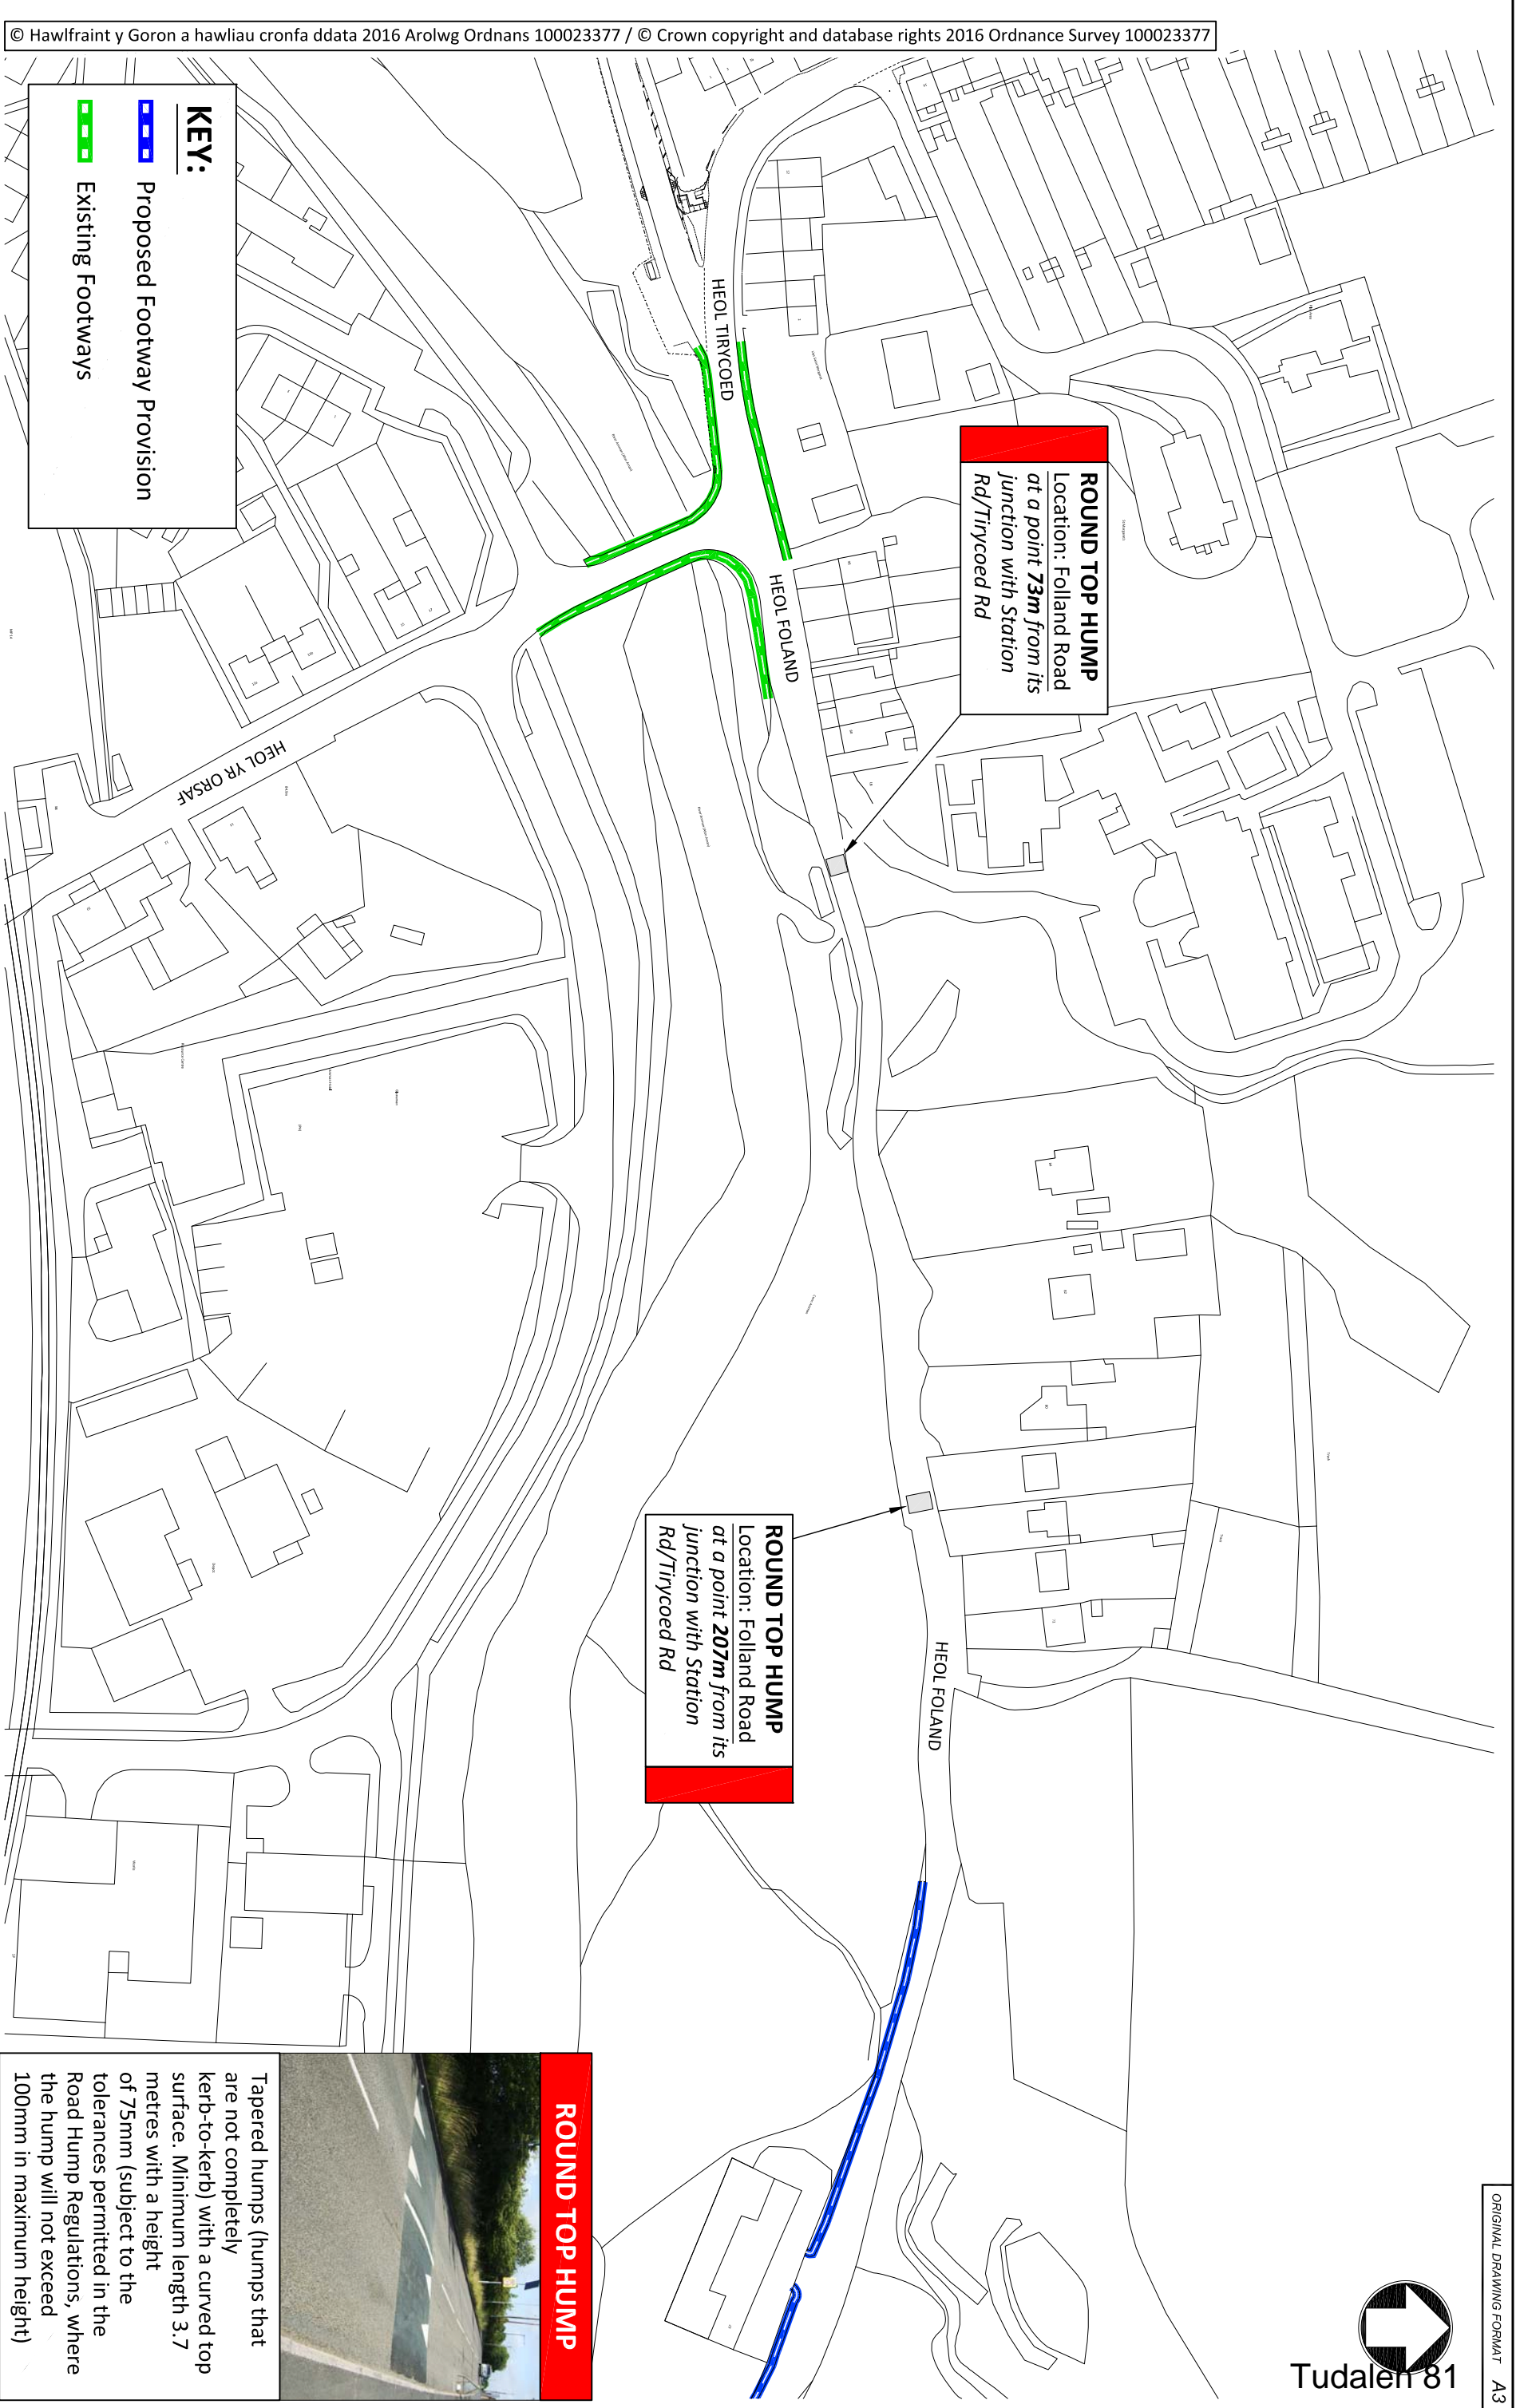 © Hawlfraint y Goron a hawliau cronfa ddata 2016 Arolwg Ordnans 100023377 / © Crown copyright and database rights 2016 Ordnance Survey 100023377
KEY:
Proposed Footway Provision
Existing Footways
HEOL TIRYCOED
HEOL FOLAND
HEOL YR ORSAF
ROUND TOP HUMP
Location: Folland Road
at a point 73m from its
junction with Station
Rd/Tirycoed Rd
ROUND TOP HUMP
Location: Folland Road
at a point 207m from its
junction with Station
Rd/Tirycoed Rd
HEOL FOLAND
ROUND TOP HUMP
Tapered humps (humps that
are not completely
kerb-to-kerb) with a curved top
surface. Minimum length 3.7
metres with a height
of 75mm (subject to the
tolerances permitted in the
Road Hump Regulations, where
the hump will not exceed
100mm in maximum height)
ORIGINAL DRAWING FORMAT A3
Tudalen 81